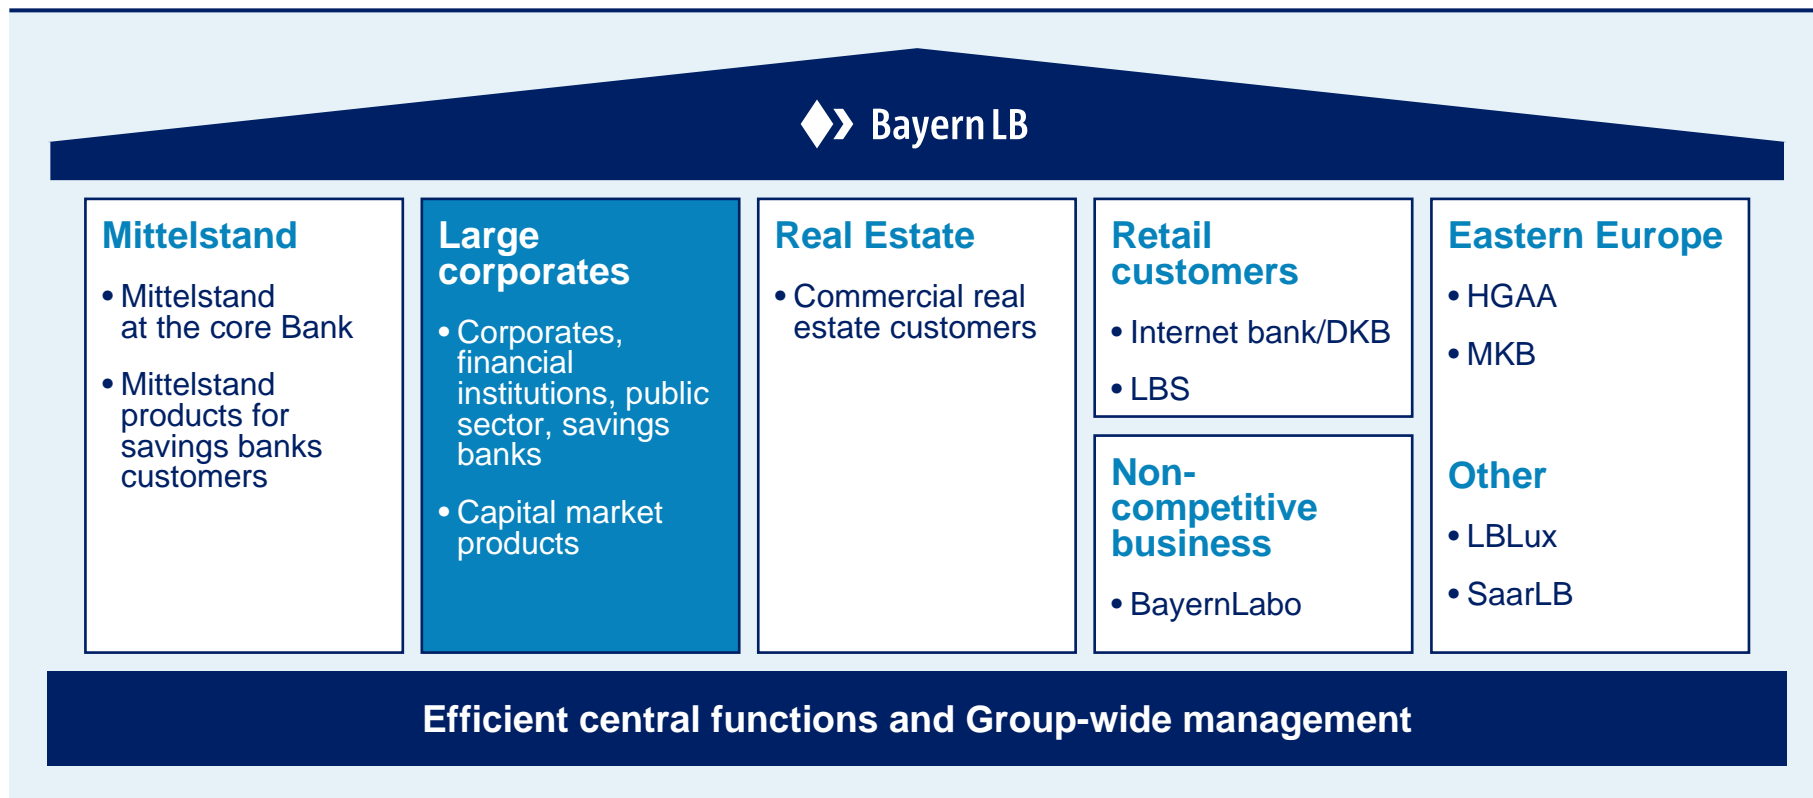 Bayern LB
Mittelstand
• Mittelstand
at the core Bank
• Mittelstand
products for
savings banks
customers
Large
corporates
• Corporates,
financial
institutions, public
sector, savings
banks
• Capital market
products
Real Estate
• Commercial real
estate customers
Retail
customers
• Internet bank/DKB
• LBS
Non-
competitive
business
• BayernLabo
Eastern Europe
• HGAA
• MKB
Other
• LBLux
• SaarLB
Efficient central functions and Group-wide management